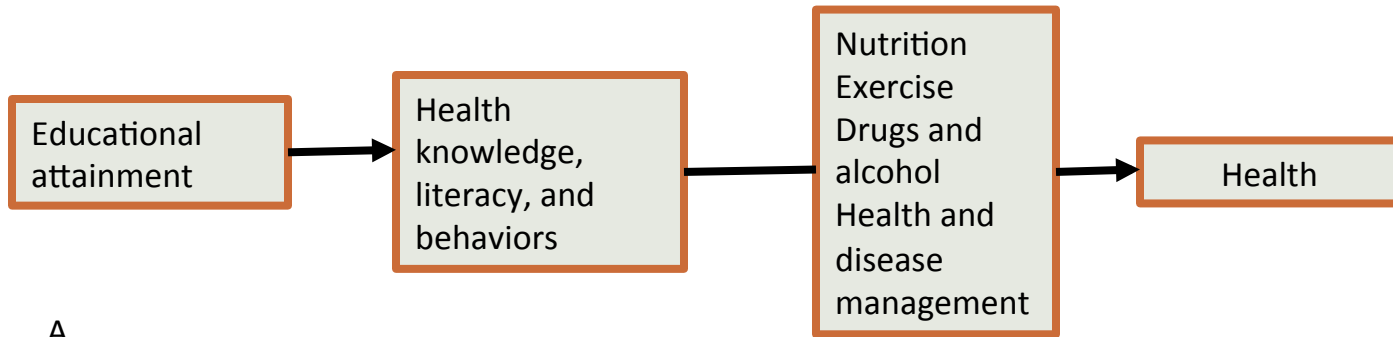 Educational
attainment
Health
knowledge,
literacy, and
behaviors
Nutrition
Exercise
Drugs and
alcohol
Health and
disease
management
Health
A